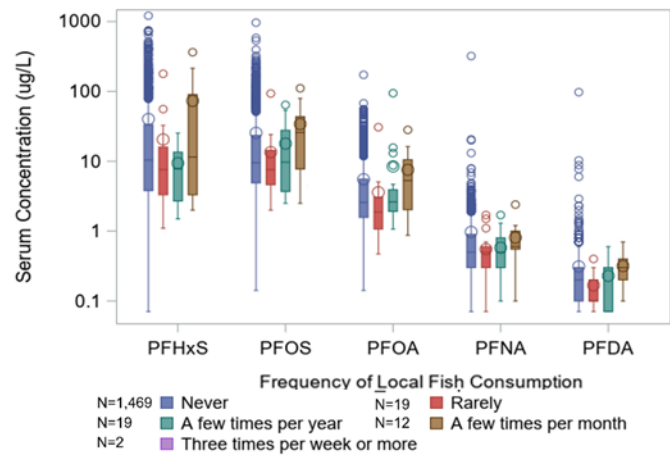 1000
100
10
1
0.1
Serum Concentration (ug/L)
PFHxS PFOS PFOA PFNA PFDA
Frequency of Local Fish Consumption
N=1,469 Never N=19 Rarely
N=19 A few times per year N=12 A few times per month
N=2 Three times per week or more